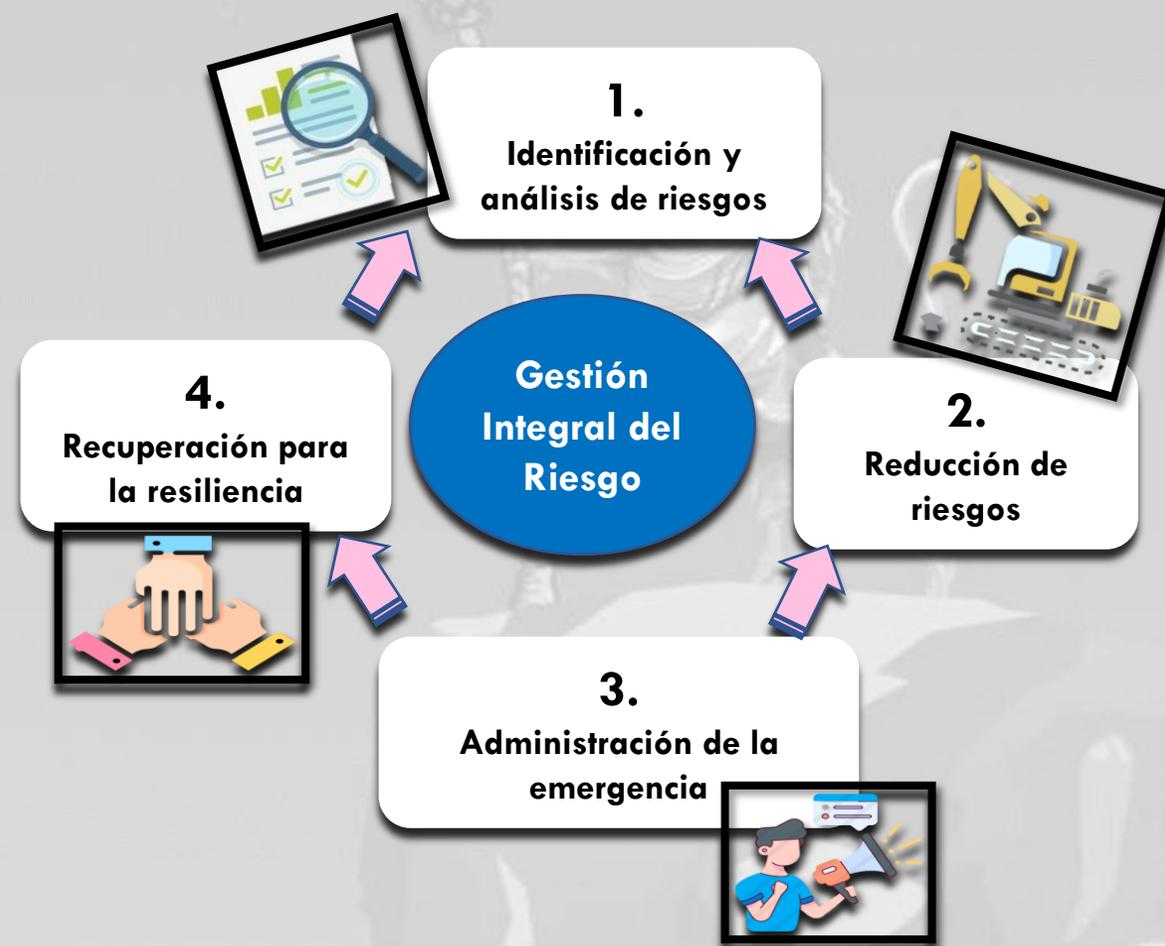 1.
Identificación y
análisis de riesgos
Gestión
Integral del
Riesgo
4.
Recuperación para
la resiliencia
2.
Reducción de
riesgos
3.
Administración de la
emergencia